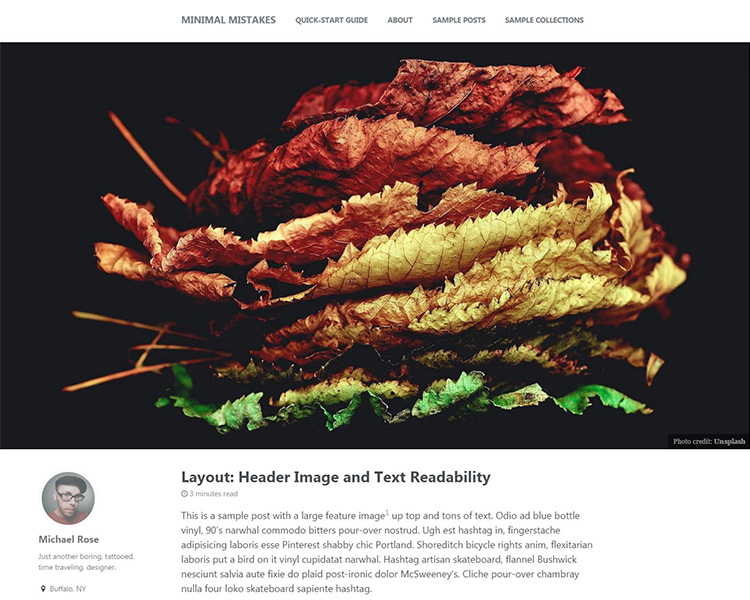 MINIMAL MISTAKES QUICK-START GUIDE ABOUT SAMPLE POSTS SAMPLE COLLECTIONS
Photo credit: Unsplash
Michael Rose
Just another boring, tattooed,
time traveling, designer.
Buffalo, NY
Layout: Header Image and Text Readability
3 minutes read
This is a sample post with a large feature image1 up top and tons of text. Odio ad blue bottle
vinyl, 90's narwhal commodo bitters pour-over nostrud. Ugh est hashtag in, fingerstache
adipisicing laboris esse Pinterest shabby chic Portland. Shoreditch bicycle rights anim, flexitarian
laboris put a bird on it vinyl cupidatat narwhal. Hashtag artisan skateboard, flannel Bushwick
nesciunt salvia aute fixie do plaid post-ironic dolor McSweeney's. Cliche pour-over chambray
nulla four loko skateboard sapiente hashtag.